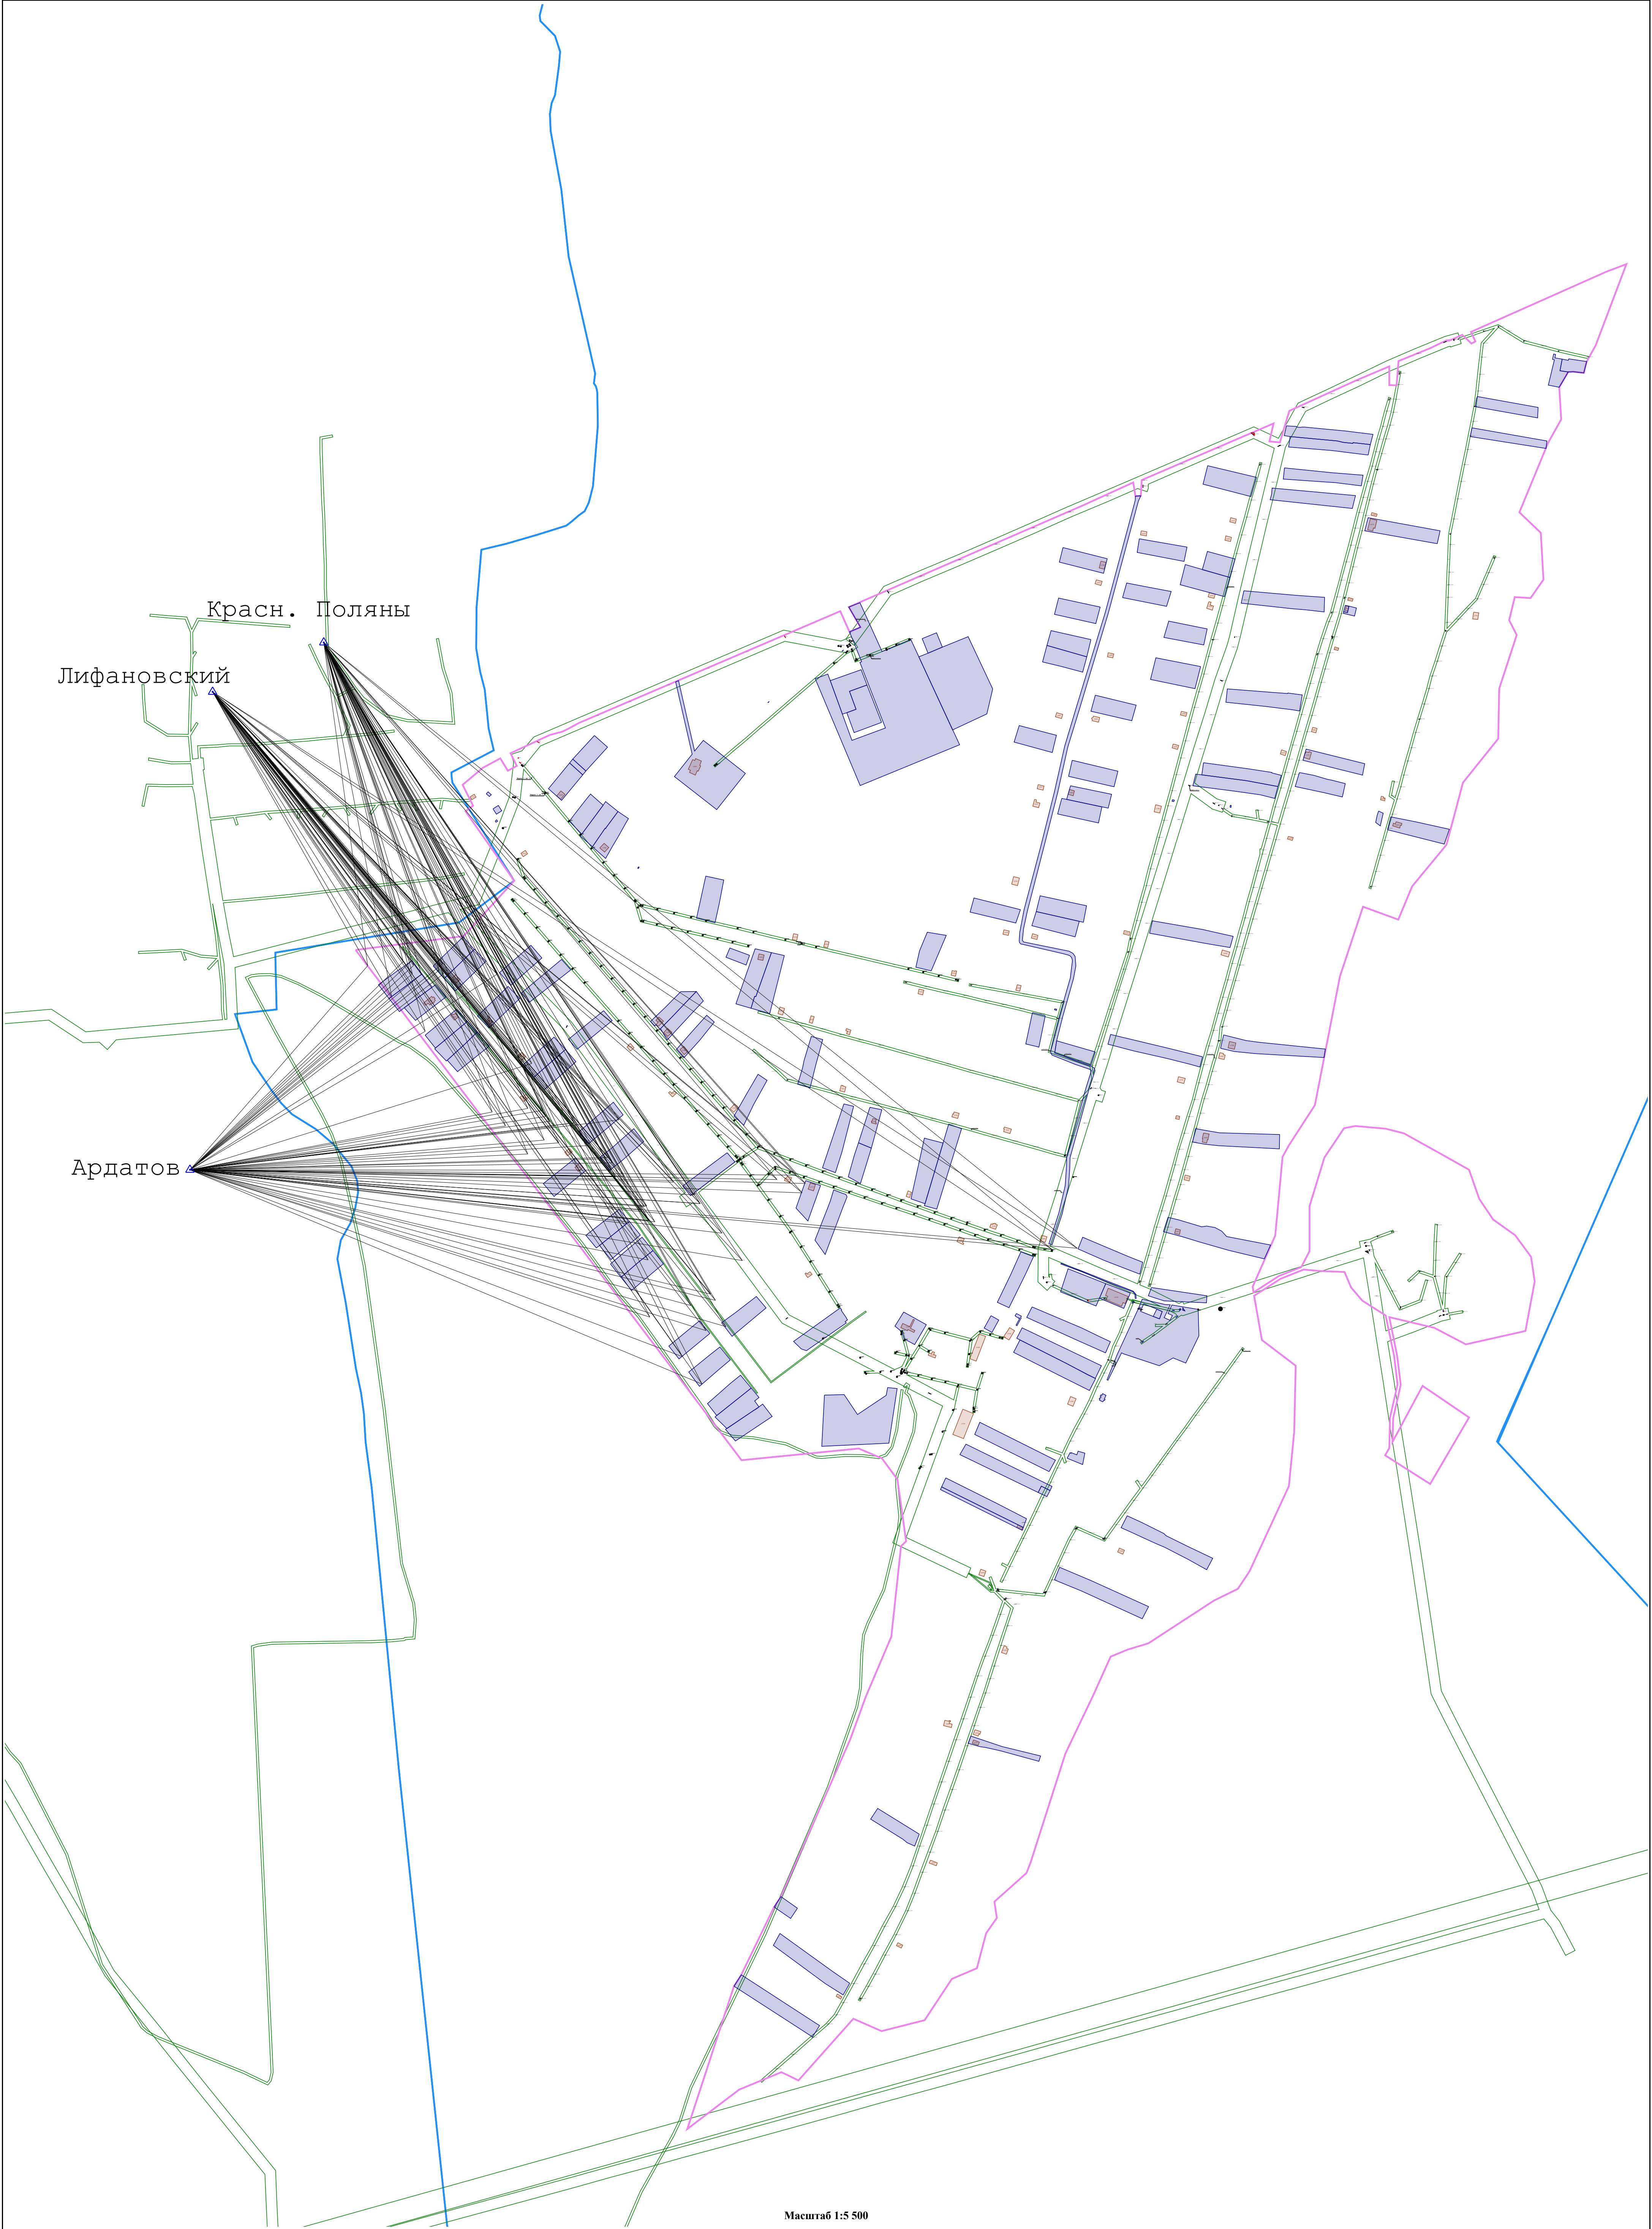 Красн. Поляны
Лифановский
Ардатов
Масштаб 1:5 500